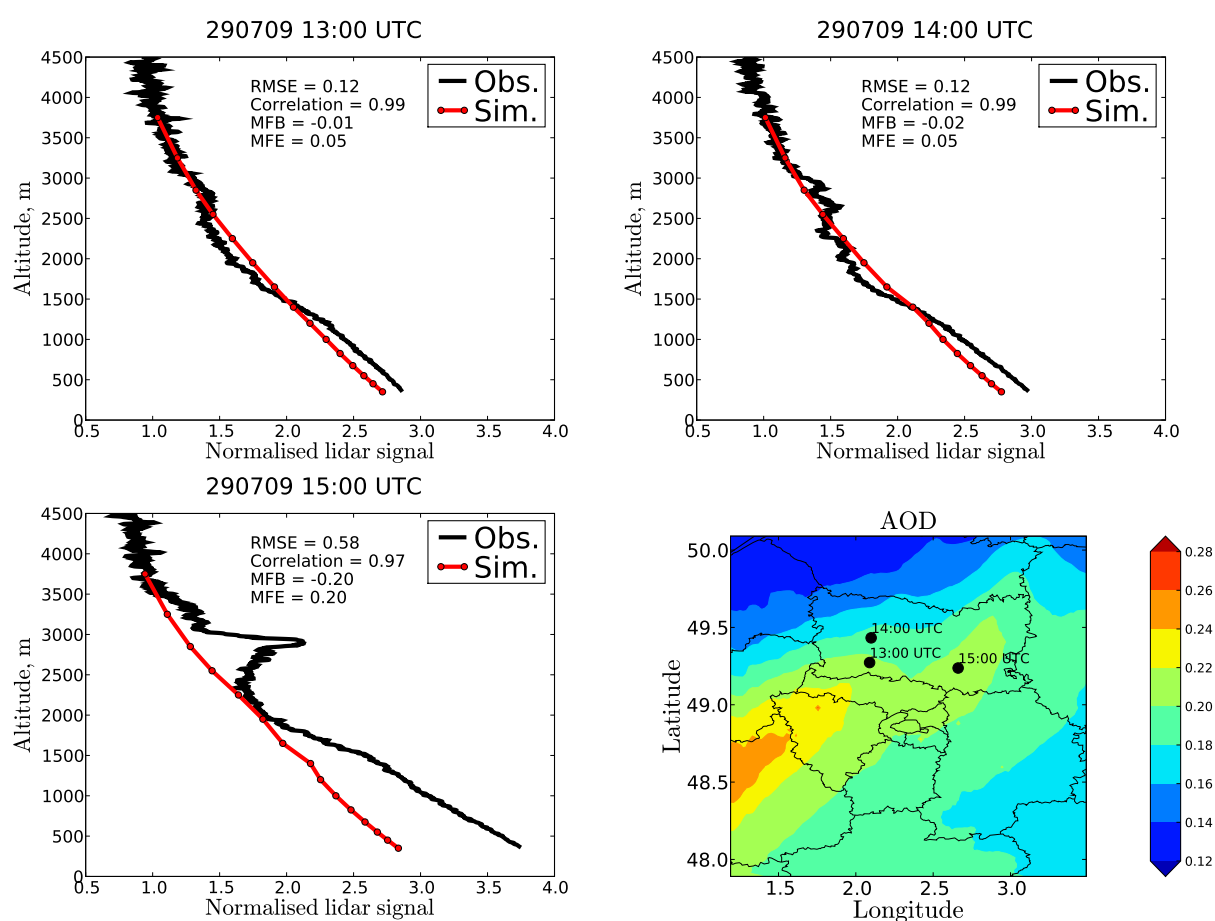 290709 13:00 UTC
4500
4000
3500
3000
2500
2000
1500
1000
500
0
Altitude, m
RMSE = 0.12
Correlation = 0.99
MFB = -0.01
MFE = 0.05
Obs.
Sim.
0.5 1.0 1.5 2.0 2.5 3.0 3.5 4.0
Normalised lidar signal
290709 14:00 UTC
4500
4000
3500
3000
2500
2000
1500
1000
500
0
Altitude, m
RMSE = 0.12
Correlation = 0.99
MFB = -0.02
MFE = 0.05
Obs.
Sim.
0.5 1.0 1.5 2.0 2.5 3.0 3.5 4.0
Normalised lidar signal
290709 15:00 UTC
4500
4000
3500
3000
2500
2000
1500
1000
500
0
Altitude, m
RMSE = 0.58
Correlation = 0.97
MFB = -0.20
MFE = 0.20
Obs.
Sim.
0.5 1.0 1.5 2.0 2.5 3.0 3.5 4.0
Normalised lidar signal
AOD
50.0
49.5
49.0
48.5
48.0
Latitude
14:00 UTC
13:00 UTC
15:00 UTC
1.5 2.0 2.5 3.0
Longitude
0.28
0.26
0.24
0.22
0.20
0.18
0.16
0.14
0.12